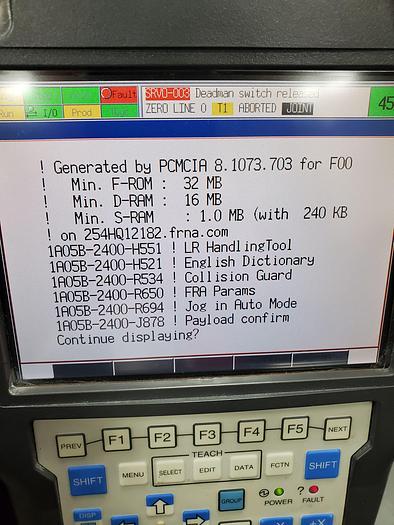 Fault
SRVO-003 Deadman switch relea
Run I/O Prod
ZERO LINE 0 T1 ABORTED JOINT
45
! Generated by PCMCIA 8.1073.703 for F00
! Min. F-ROM : 32 MB
! Min. D-RAM : 16 MB
! Min. S-RAM : 1.0 MB (with 240 KB
! on 254HQ12182.frna.com
1A05B-2400-H551 ! LR HandlingTool
1A05B-2400-H521 ! English Dictionary
1A05B-2400-R534 ! Collision Guard
1A05B-2400-R650 ! FRA Params
1A05B-2400-R694 ! Jog in Auto Mode
1A05B-2400-J878 ! Payload confirm
Continue displaying?
PREV F1 F2 F3 F4 F5 NEXT
TEACH
SHIFT MENU SELECT EDIT DATA FCTN SHIFT
DISP GROUP POWER ? FAULT